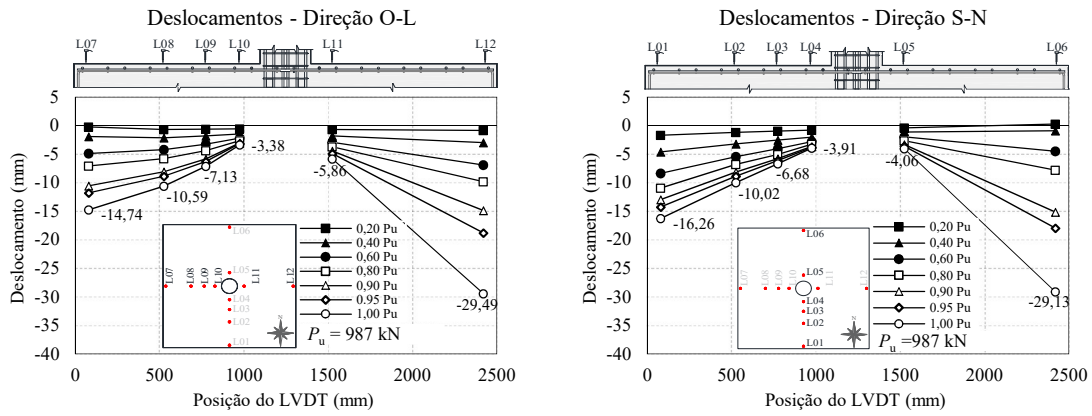 Deslocamentos - Direção O-L
L07 L08 L09 L10 L11 L12
5
0
-5
-10
-15
-20
-25
-30
-35
-40
Deslocamento (mm)
-3,38
-5,86
-7,13
-10,59
-14,74
-29,49
L06
L07 L08 L09 L10 L05 L11 L12
L04
L03
L02
L01
0,20 Pu
0,40 Pu
0,60 Pu
0,80 Pu
0,90 Pu
0.95 Pu
1,00 Pu
Pu = 987 kN
0 500 1000 1500 2000 2500
Posição do LVDT (mm)
Deslocamentos - Direção S-N
L01 L02 L03 L04 L05 L06
5
0
-5
-10
-15
-20
-25
-30
-35
-40
Deslocamento (mm)
-3,91
-4,06
-6,68
-10,02
-16,26
-29,13
L06
L07 L08 L09 L10 L05 L11 L12
L04
L03
L02
L01
0,20 Pu
0,40 Pu
0,60 Pu
0,80 Pu
0,90 Pu
0.95 Pu
1,00 Pu
Pu = 987 kN
0 500 1000 1500 2000 2500
Posição do LVDT (mm)